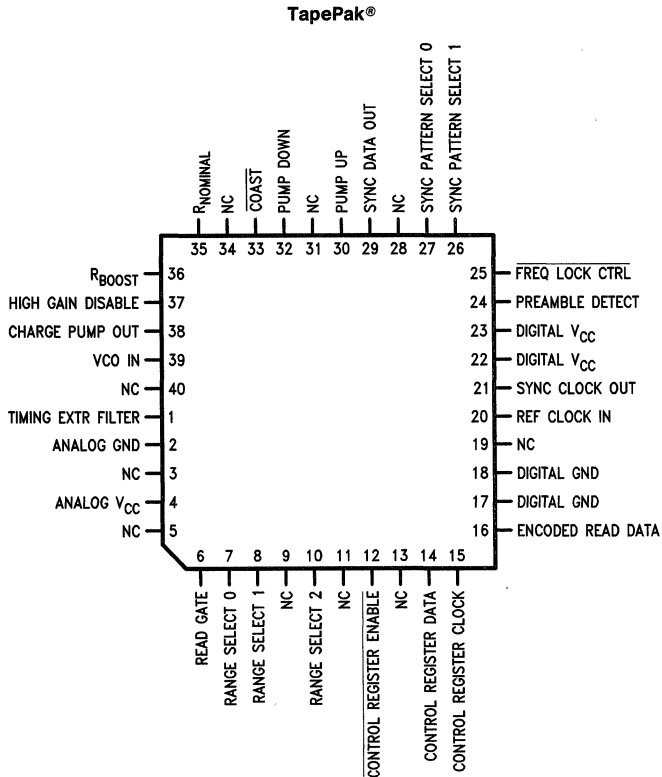 TapePak®
R_NOMINAL
NC
COAST
PUMP DOWN
NC
PUMP UP
SYNC DATA OUT
NC
SYNC PATTERN SELECT 0
SYNC PATTERN SELECT 1
35 34 33 32 31 30 29 28 27 26
R_BOOST 36
HIGH GAIN DISABLE 37
CHARGE PUMP OUT 38
VCO IN 39
NC 40
TIMING EXTR FILTER 1
ANALOG GND 2
NC 3
ANALOG V_CC 4
NC 5
25 FREQ LOCK CTRL
24 PREAMBLE DETECT
23 DIGITAL V_CC
22 DIGITAL V_CC
21 SYNC CLOCK OUT
20 REF CLOCK IN
19 NC
18 DIGITAL GND
17 DIGITAL GND
16 ENCODED READ DATA
6 7 8 9 10 11 12 13 14 15
READ GATE
RANGE SELECT 0
RANGE SELECT 1
NC
RANGE SELECT 2
NC
CONTROL REGISTER ENABLE
NC
CONTROL REGISTER DATA
CONTROL REGISTER CLOCK